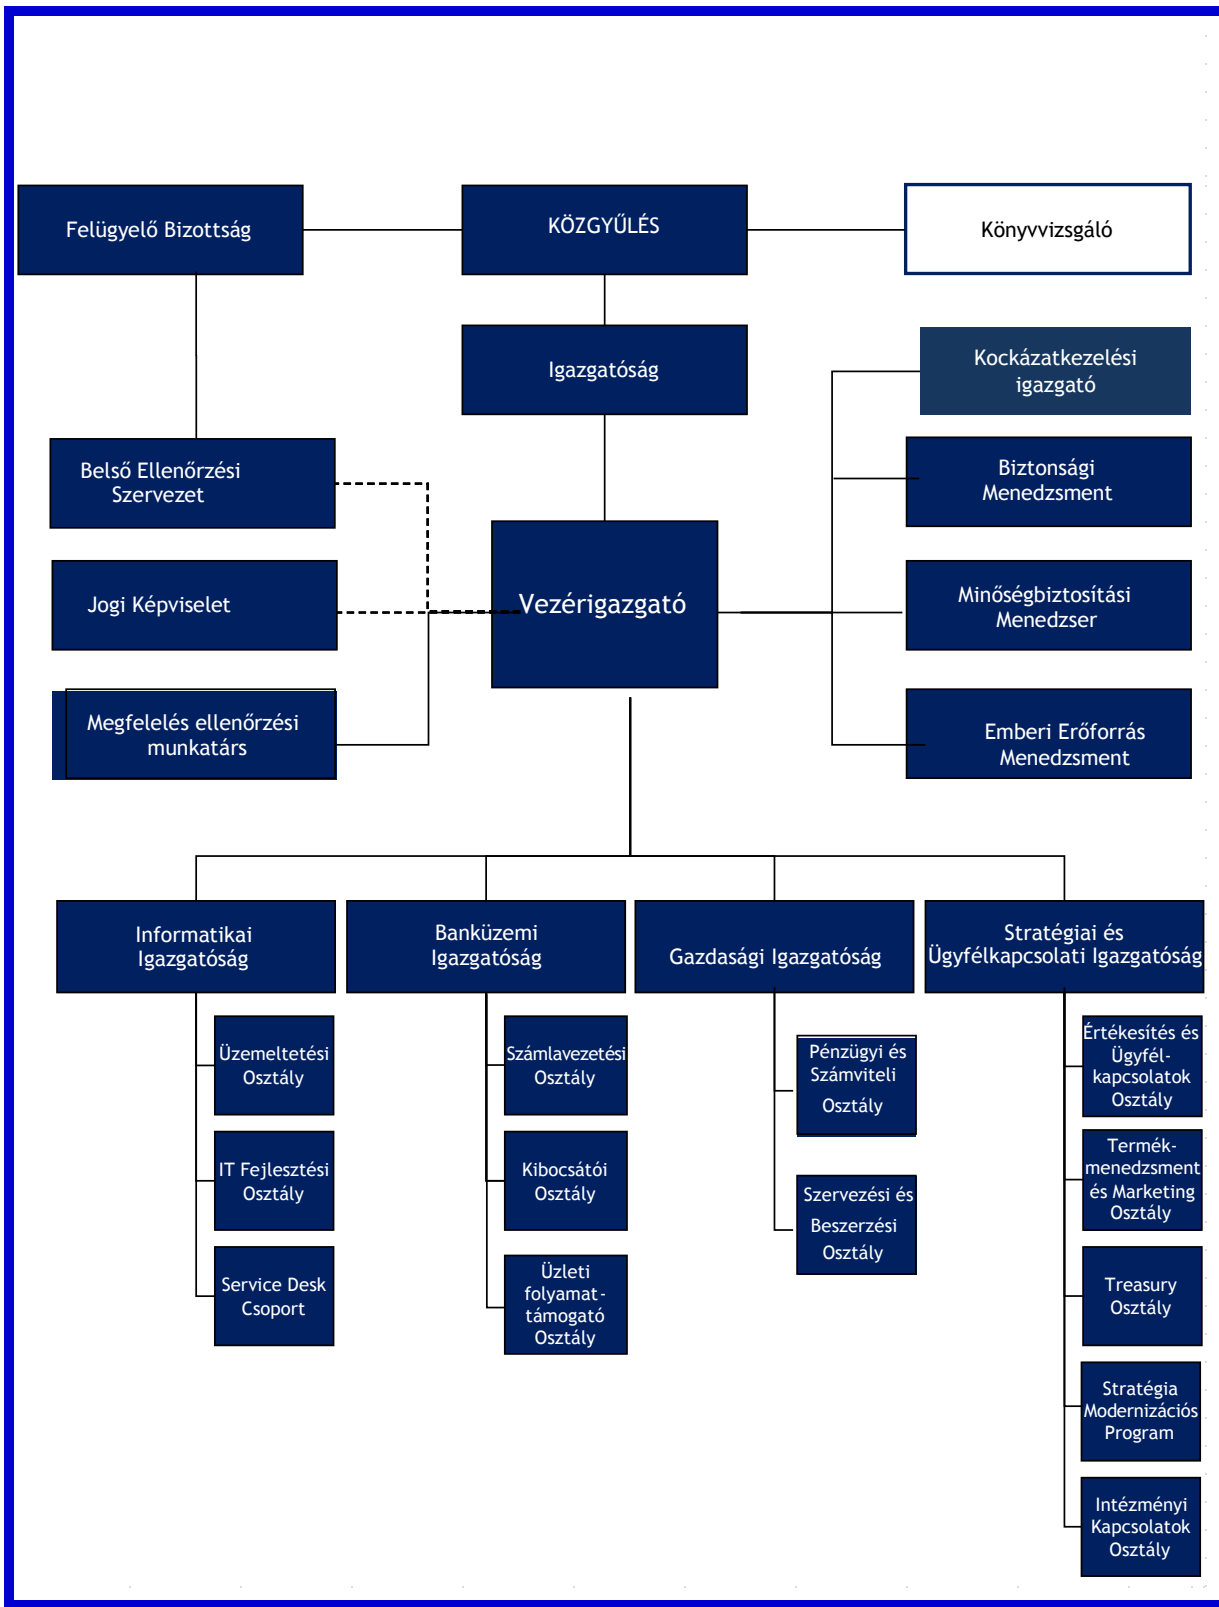 Felügyelő Bizottság
KÖZGYŰLÉS
Könyvvizsgáló
Igazgatóság
Kockázatkezelési
igazgató
Belső Ellenőrzési
Szervezet
Biztonsági
Menedzsment
Jogi Képviselet
Vezérigazgató
Minőségbiztosítási
Menedzser
Megfelelés ellenőrzési
munkatárs
Emberi Erőforrás
Menedzsment
Informatikai
Igazgatóság
Banküzemi
Igazgatóság
Gazdasági Igazgatóság
Stratégiai és
Ügyfélkapcsolati Igazgatóság
Üzemeltetési
Osztály
IT Fejlesztési
Osztály
Service Desk
Csoport
Számlavezetési
Osztály
Kibocsátói
Osztály
Üzleti
folyamat-
támogató
Osztály
Pénzügyi és
Számviteli
Osztály
Szervezési és
Beszerzési
Osztály
Értékesítés és
Ügyfél-
kapcsolatok
Osztály
Termék-
menedzsment
és Marketing
Osztály
Treasury
Osztály
Stratégia
Modernizációs
Program
Intézményi
Kapcsolatok
Osztály